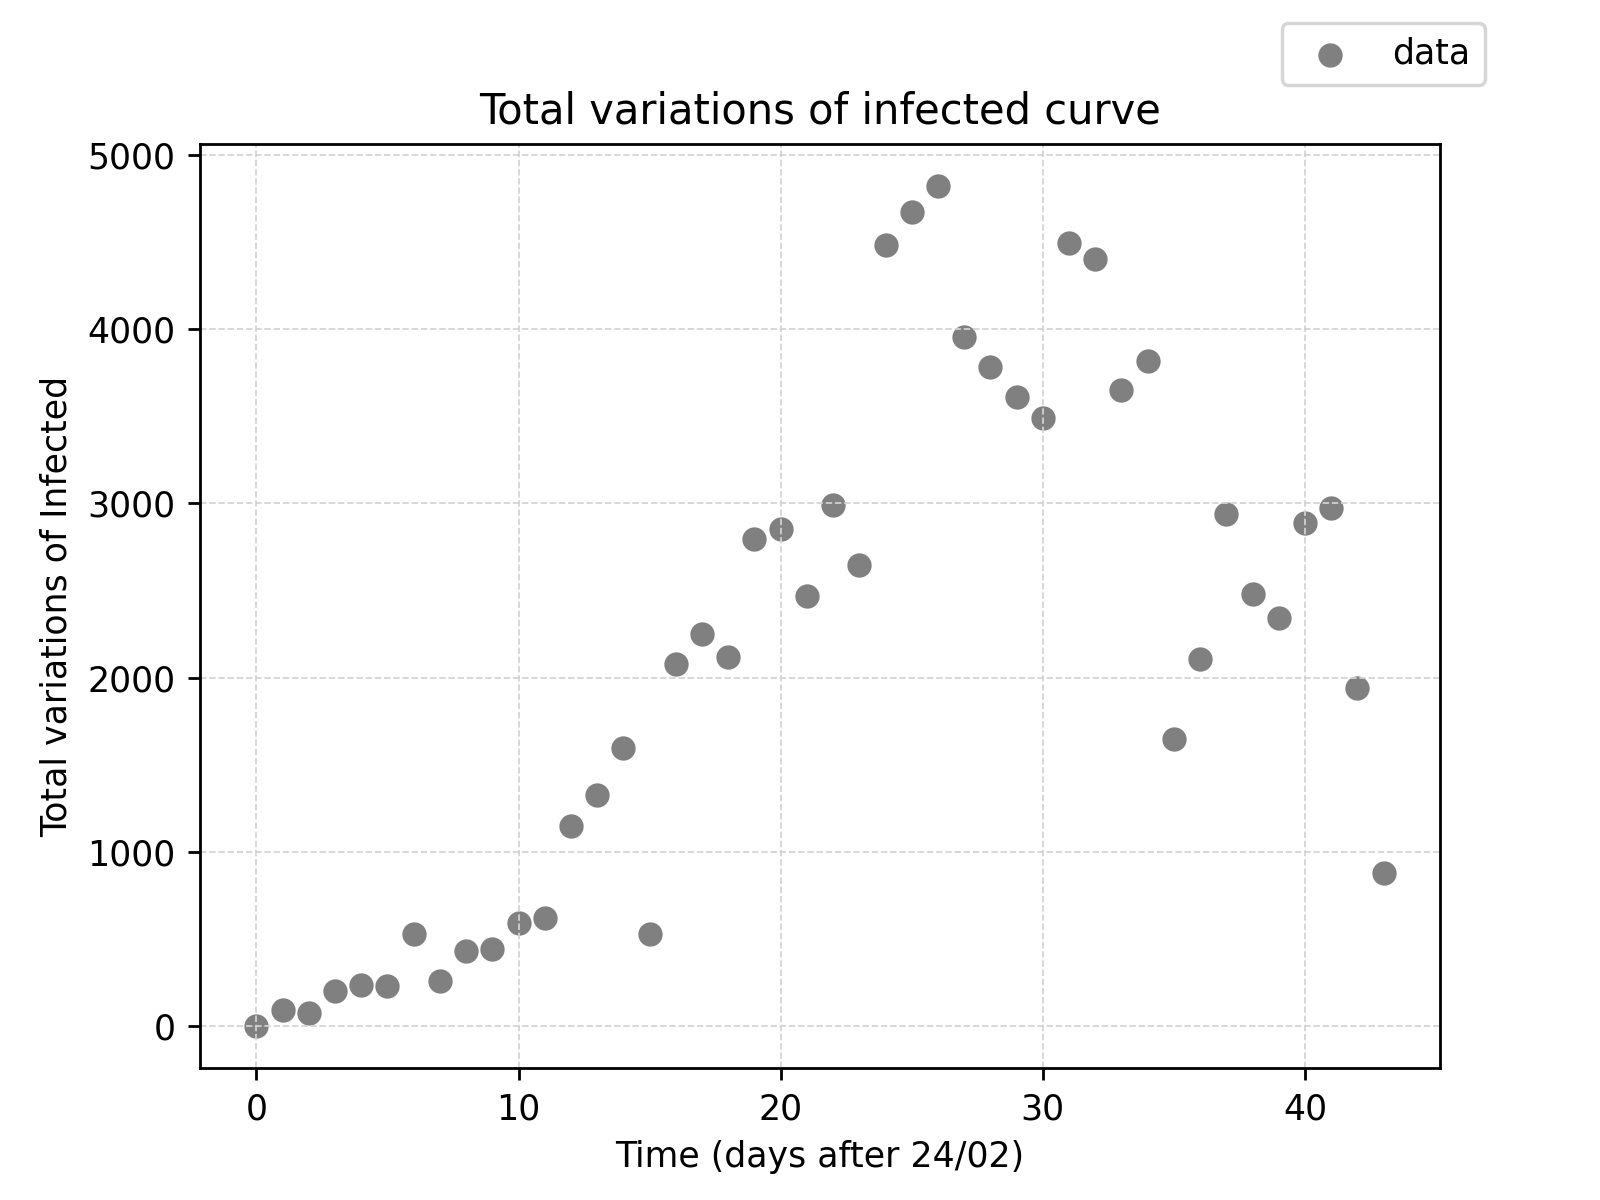 data
Total variations of infected curve
5000
4000
3000
2000
1000
0
Total variations of Infected
0 10 20 30 40
Time (days after 24/02)